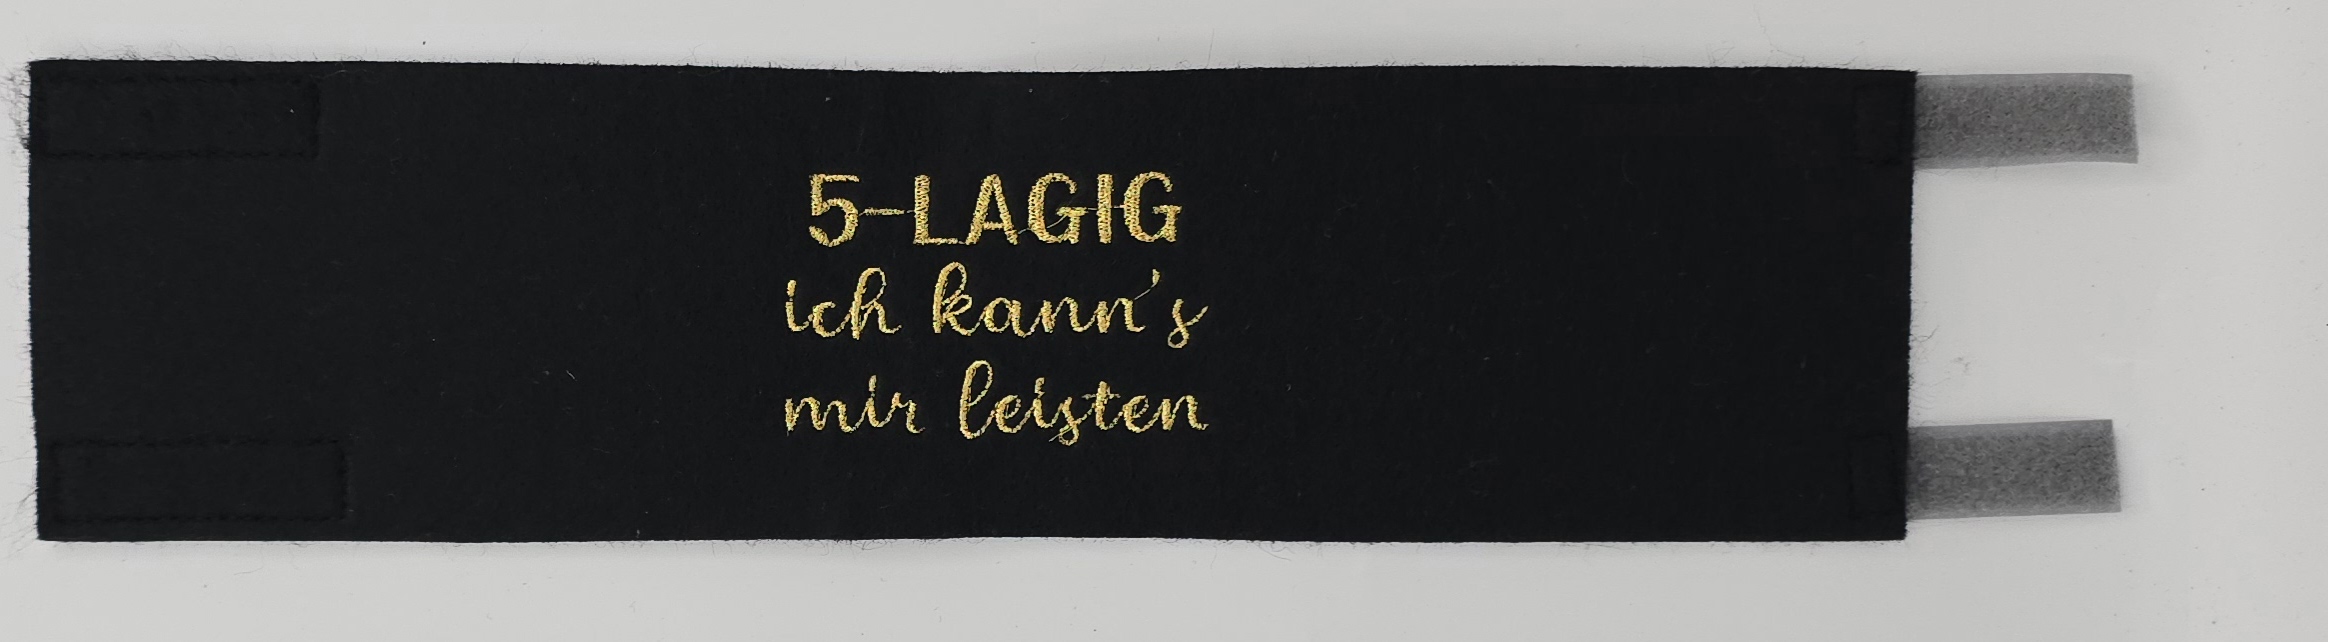 5-LAGIG
ich kann's
mir leisten